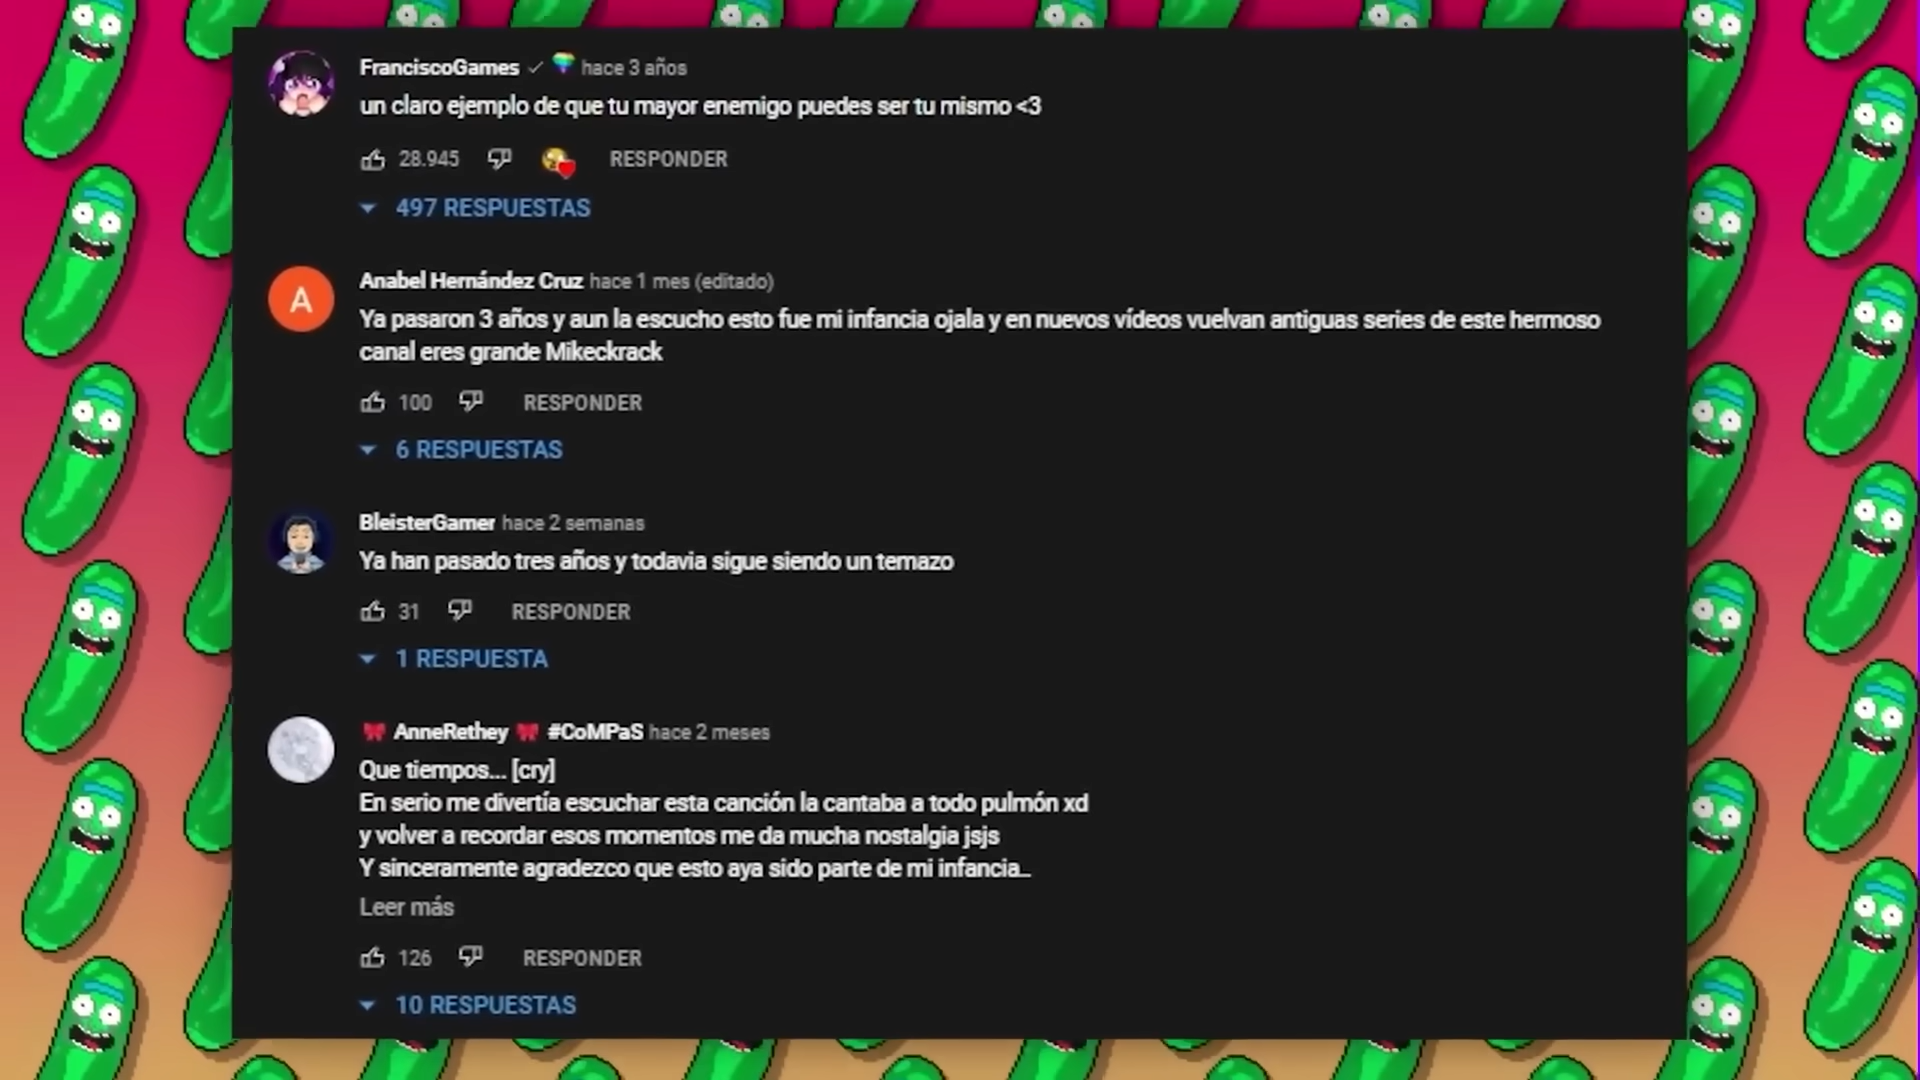 FranciscoGames ✓ hace 3 años
un claro ejemplo de que tu mayor enemigo puedes ser tu mismo <3
28.945 RESPONDER
497 RESPUESTAS
A
Anabel Hernández Cruz hace 1 mes (editado)
Ya pasaron 3 años y aun la escucho esto fue mi infancia ojala y en nuevos vídeos vuelvan antiguas series de este hermoso
canal eres grande Mikeckrack
100 RESPONDER
6 RESPUESTAS
BleisterGamer hace 2 semanas
Ya han pasado tres años y todavia sigue siendo un temazo
31 RESPONDER
1 RESPUESTA
🎀 AnneRethey 🎀 #CoMPaS hace 2 meses
Que tiempos... [cry]
En serio me divertía escuchar esta canción la cantaba a todo pulmón xd
y volver a recordar esos momentos me da mucha nostalgia jsjs
Y sinceramente agradezco que esto aya sido parte de mi infancia..
Leer más
126 RESPONDER
10 RESPUESTAS